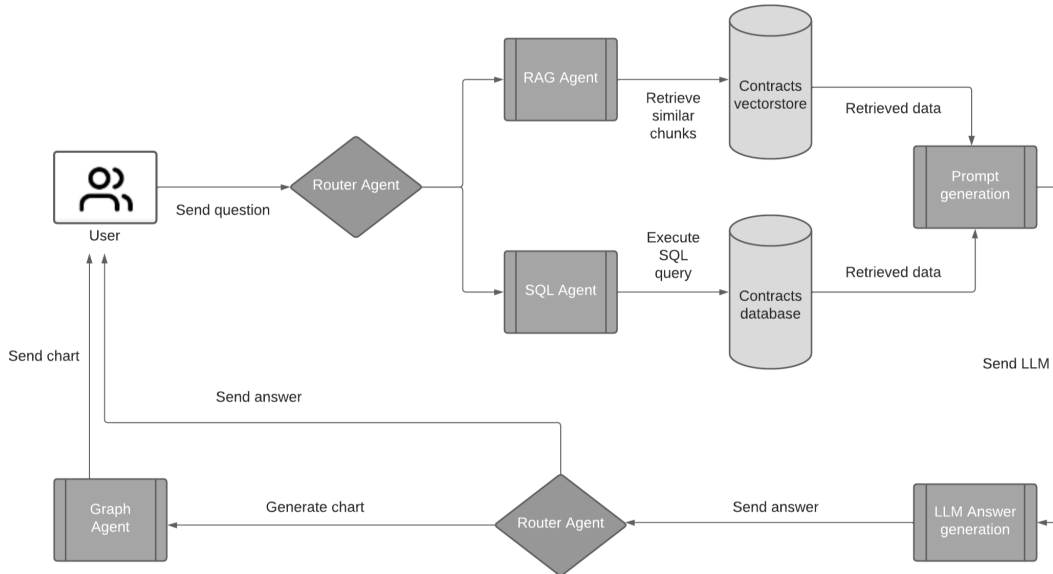 RAG Agent
Retrieve
similar
chunks
Contracts
vectorstore
Retrieved data
Prompt
generation
Router Agent
Send question
User
Execute
SQL
query
SQL Agent
Contracts
database
Retrieved data
Send chart
Send LLM
Send answer
Graph
Agent
Generate chart
Router Agent
Send answer
LLM Answer
generation